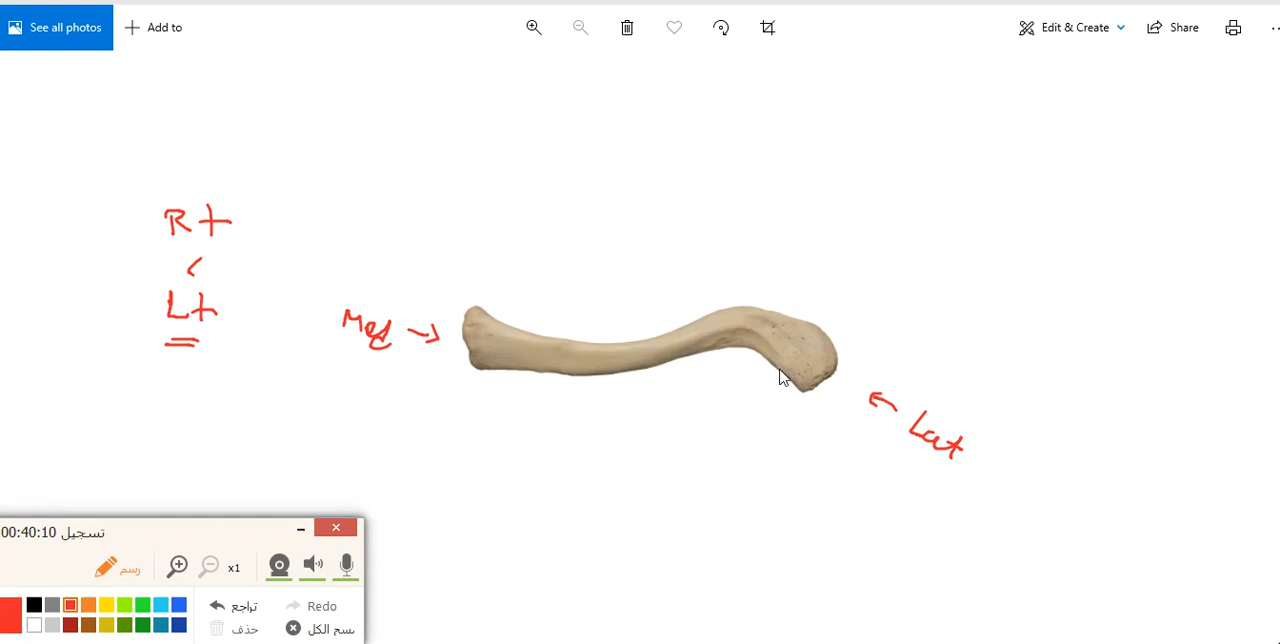 See all photos
Add to
Edit & Create
Share
Rt
Lt
Med
Lat
00:40:10 تسجيل
رسم
x1
تراجع
Redo
حذف
مسح الكل